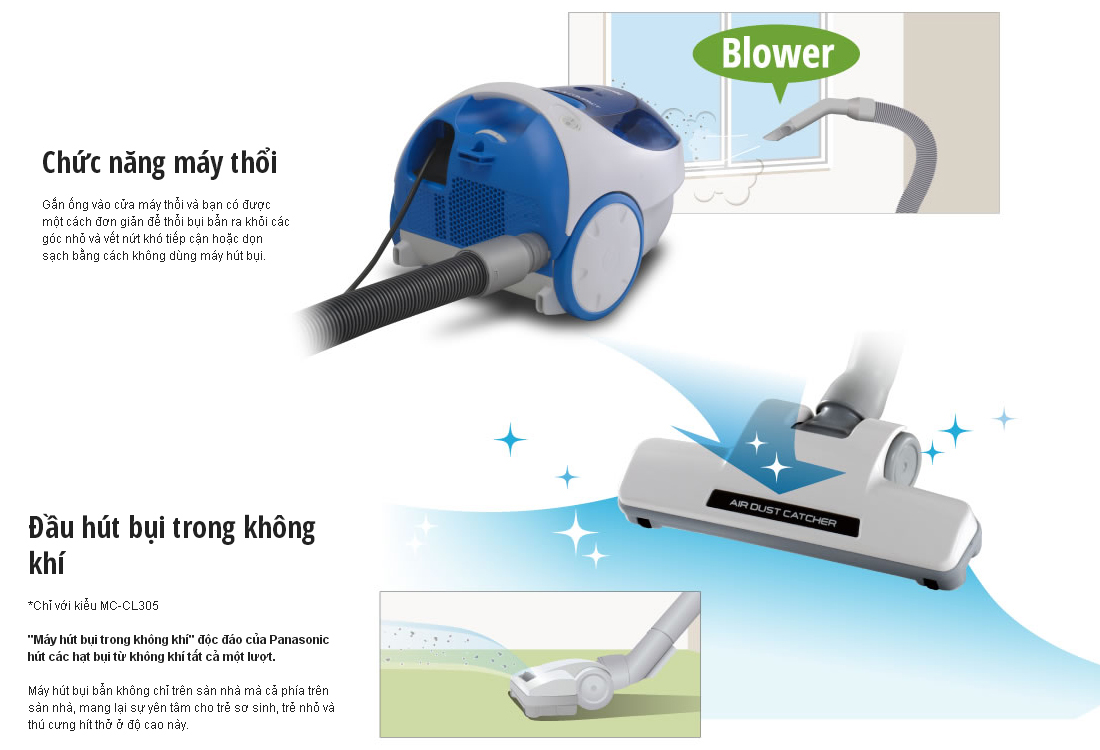 Blower
Chức năng máy thổi
Gắn ống vào cửa máy thổi và bạn có được
một cách đơn giản để thổi bụi bẩn ra khỏi các
góc nhỏ và vết nứt khó tiếp cận hoặc dọn
sạch bằng cách không dùng máy hút bụi.
AIR DUST CATCHER
Đầu hút bụi trong không
khí
*Chỉ với kiểu MC-CL305
"Máy hút bụi trong không khí" độc đáo của Panasonic
hút các hạt bụi từ không khí tất cả một lượt.
Máy hút bụi bẩn không chỉ trên sàn nhà mà cả phía trên
sàn nhà, mang lại sự yên tâm cho trẻ sơ sinh, trẻ nhỏ và
thú cưng hít thở ở độ cao này.